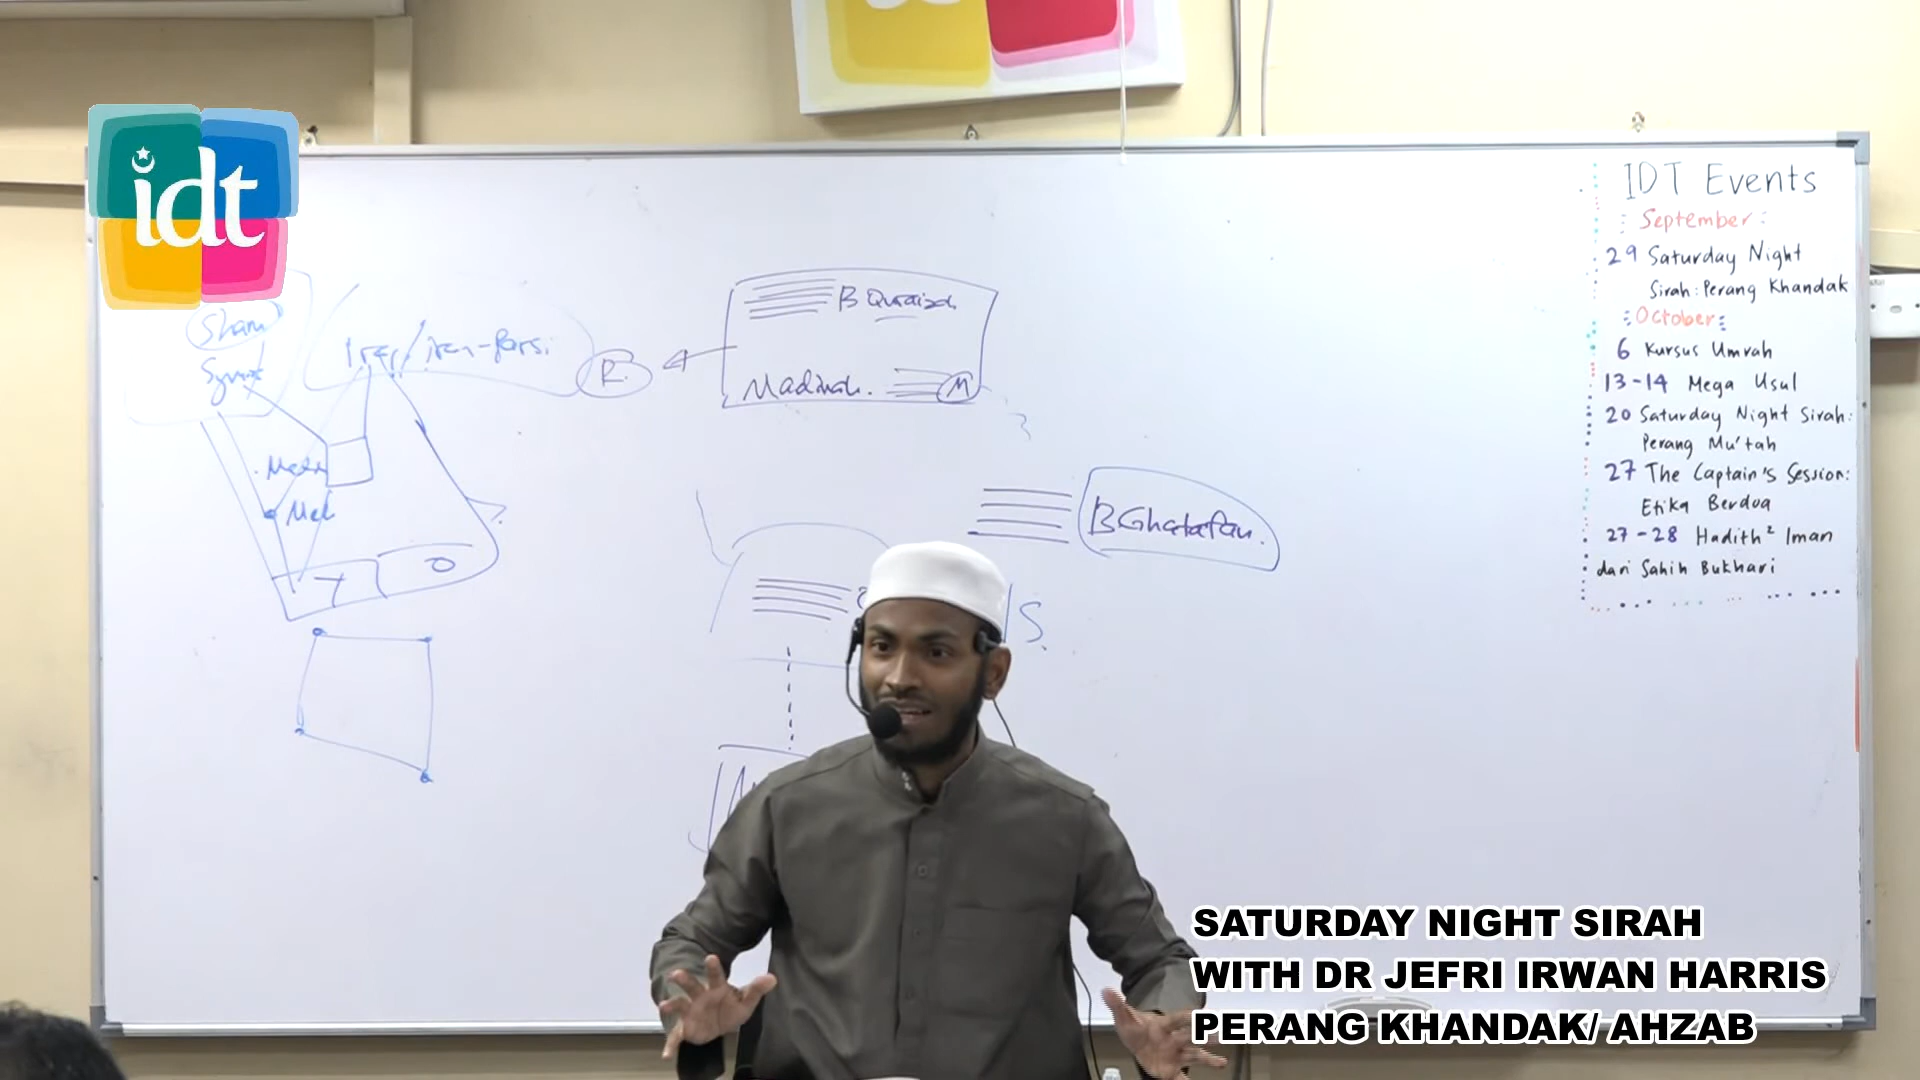 idt
IDT Events
September
29 Saturday Night
Sirah: Perang Khandak
October
6 Kursus Umrah
13-14 Mega Usul
20 Saturday Night Sirah:
Perang Mu'tah
27 The Captain's Session:
Etika Berdoa
27-28 Hadith² Iman
dari Sahih Bukhari
Sham
B Quraizah
Madinah.
M
R.
Y
O
B Ghatafan.
S.
SATURDAY NIGHT SIRAH
WITH DR JEFRI IRWAN HARRIS
PERANG KHANDAK/ AHZAB